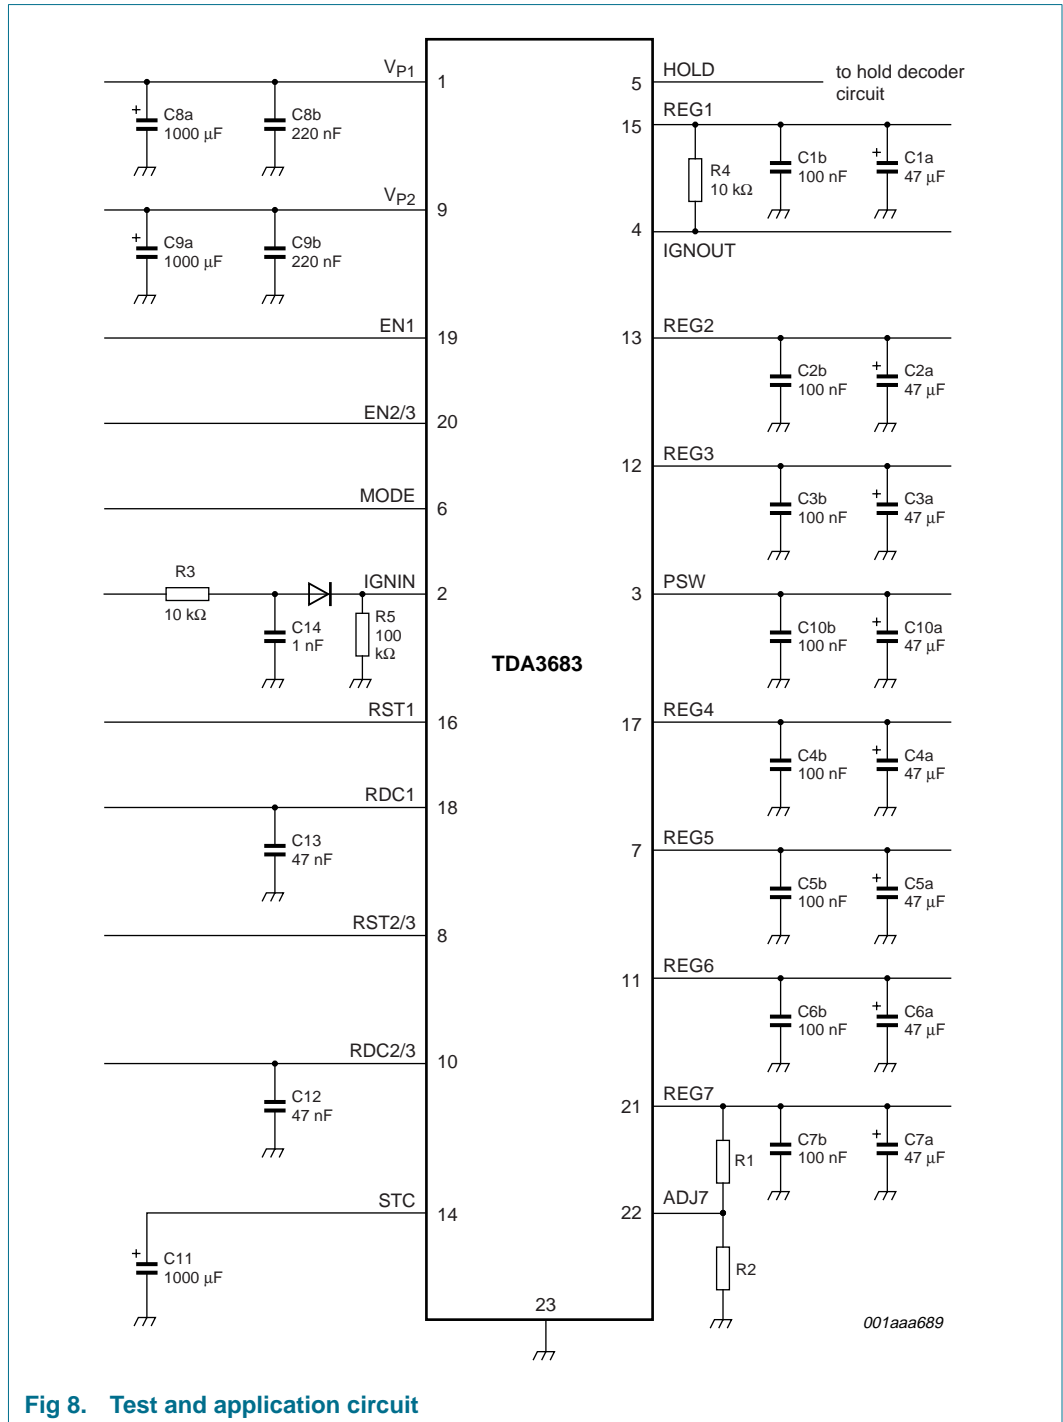 VP1
1
C8a
1000 μF
C8b
220 nF
VP2
9
C9a
1000 μF
C9b
220 nF
EN1
19
EN2/3
20
MODE
6
R3
10 kΩ
IGNIN
2
C14
1 nF
R5
100
kΩ
RST1
16
RDC1
18
C13
47 nF
RST2/3
8
RDC2/3
10
C12
47 nF
STC
14
C11
1000 μF
TDA3683
23
5
HOLD
to hold decoder
circuit
15
REG1
R4
10 kΩ
C1b
100 nF
C1a
47 μF
4
IGNOUT
13
REG2
C2b
100 nF
C2a
47 μF
12
REG3
C3b
100 nF
C3a
47 μF
3
PSW
C10b
100 nF
C10a
47 μF
17
REG4
C4b
100 nF
C4a
47 μF
7
REG5
C5b
100 nF
C5a
47 μF
11
REG6
C6b
100 nF
C6a
47 μF
21
REG7
R1
C7b
100 nF
C7a
47 μF
22
ADJ7
R2
001aaa689
Fig 8. Test and application circuit